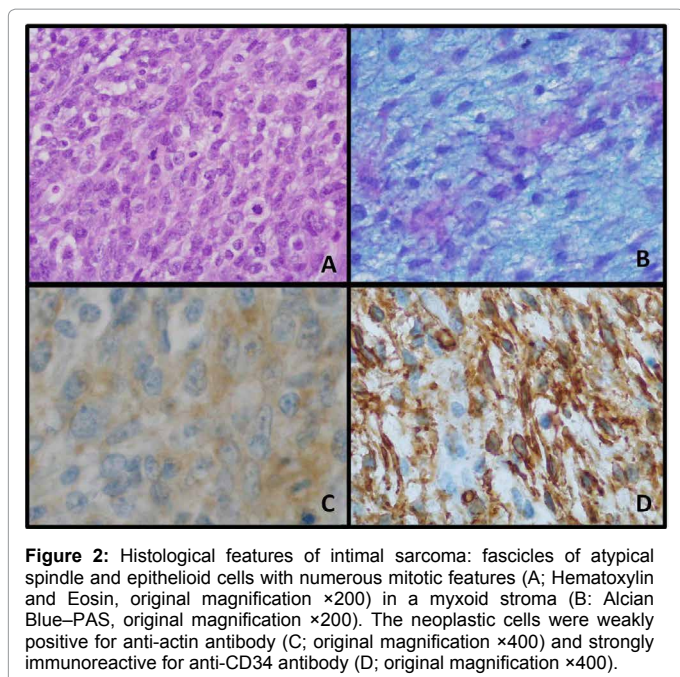 A
B
C
D
Figure 2: Histological features of intimal sarcoma: fascicles of atypical
spindle and epithelioid cells with numerous mitotic features (A; Hematoxylin
and Eosin, original magnification ×200) in a myxoid stroma (B: Alcian
Blue–PAS, original magnification ×200). The neoplastic cells were weakly
positive for anti-actin antibody (C; original magnification ×400) and strongly
immunoreactive for anti-CD34 antibody (D; original magnification ×400).